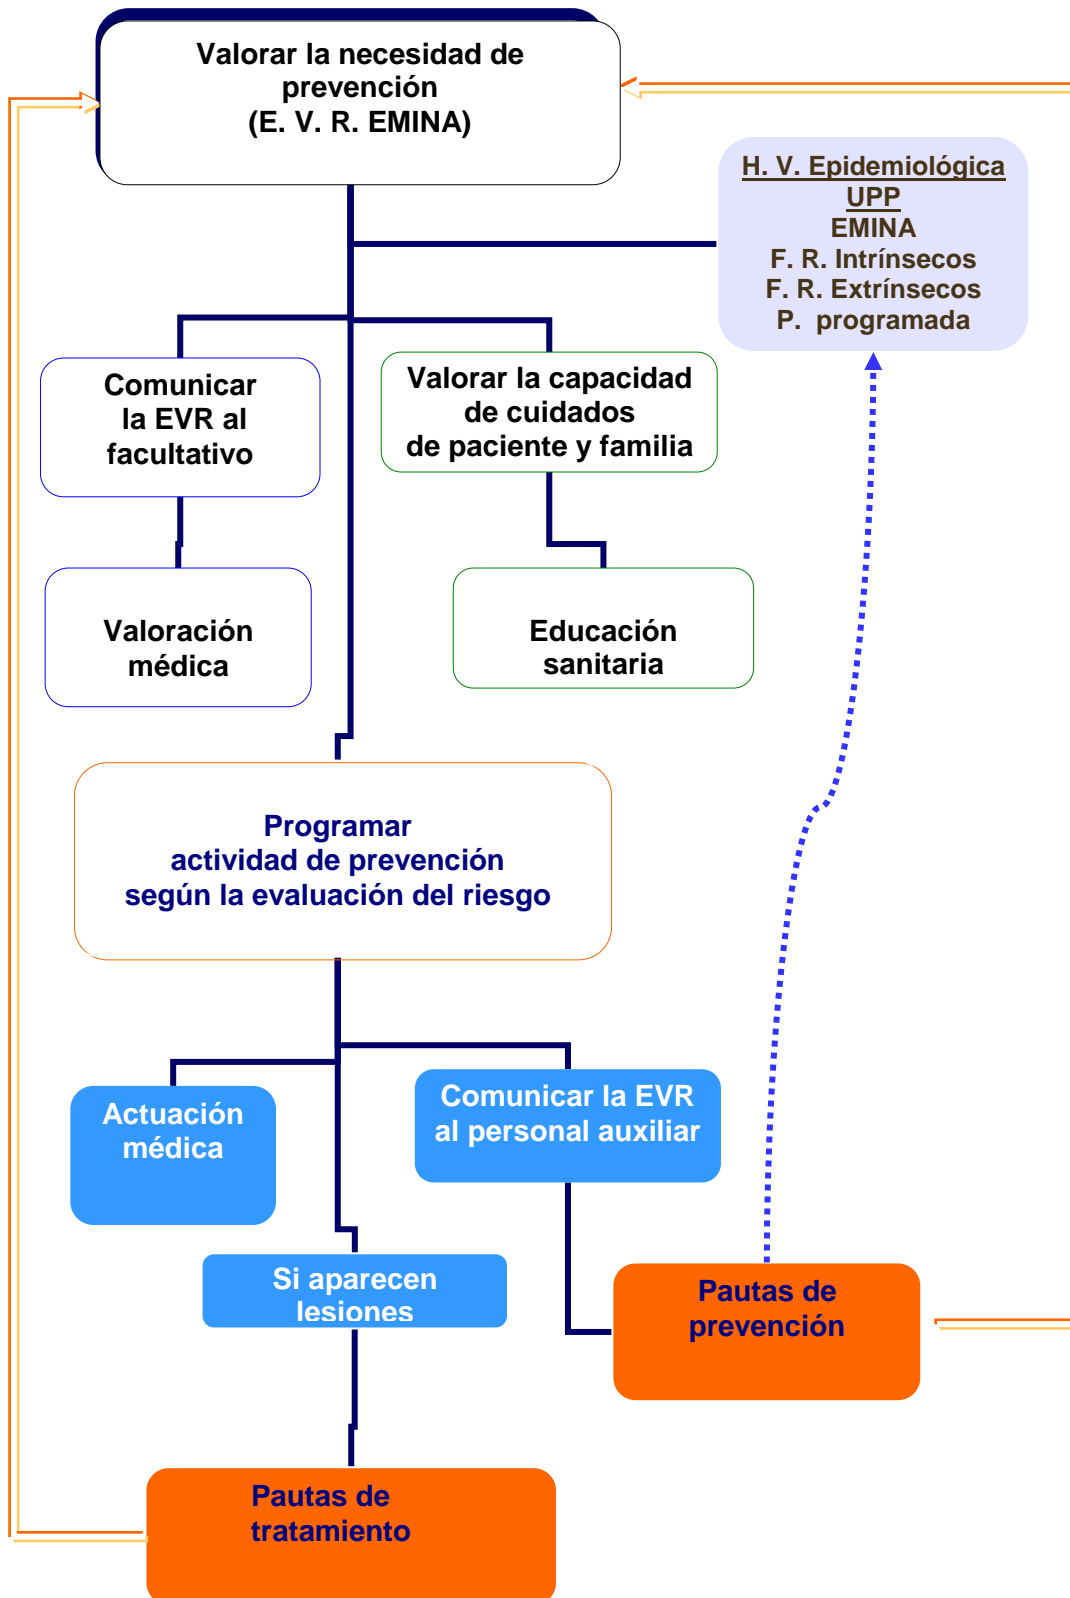 Valorar la necesidad de
prevención
(E. V. R. EMINA)
H. V. Epidemiológica
UPP
EMINA
F. R. Intrínsecos
F. R. Extrínsecos
P. programada
Comunicar
la EVR al
facultativo
Valorar la capacidad
de cuidados
de paciente y familia
Valoración
médica
Educación
sanitaria
Programar
actividad de prevención
según la evaluación del riesgo
Actuación
médica
Comunicar la EVR
al personal auxiliar
Si aparecen
lesiones
Pautas de
prevención
Pautas de
tratamiento